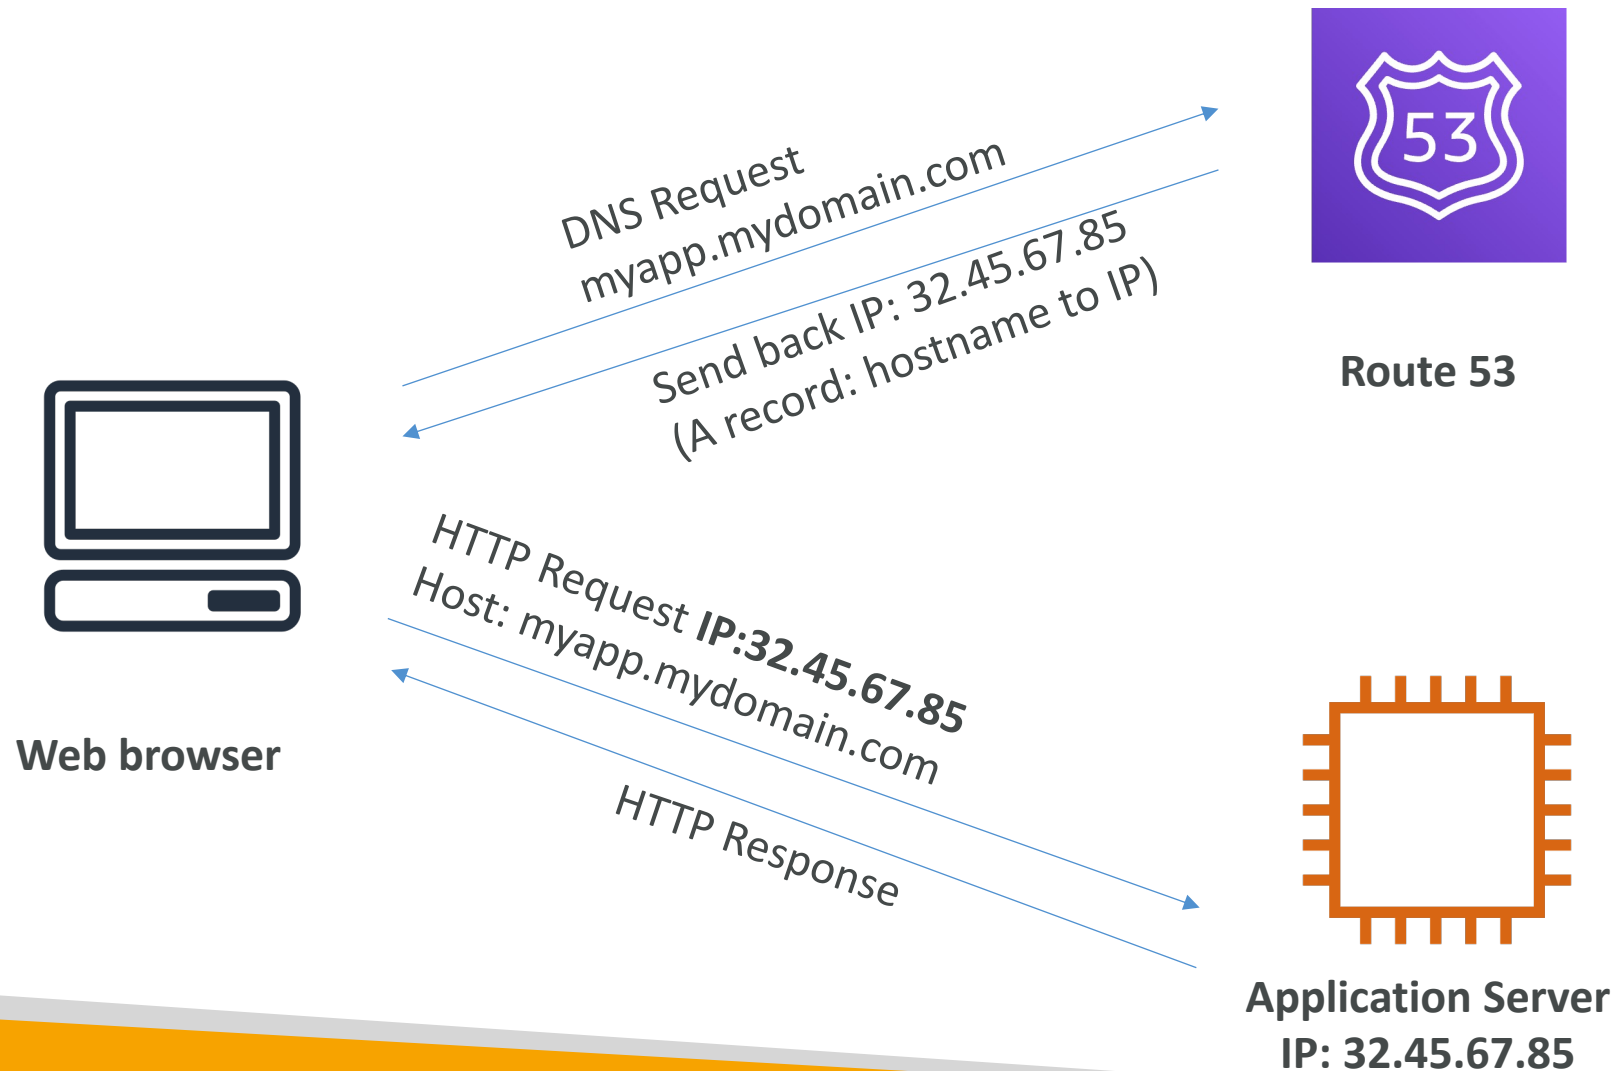 53
DNS Request
myapp.mydomain.com
Send back IP: 32.45.67.85
(A record: hostname to IP)
Route 53
HTTP Request IP:32.45.67.85
Host: myapp.mydomain.com
Web browser
HTTP Response
Application Server
IP: 32.45.67.85